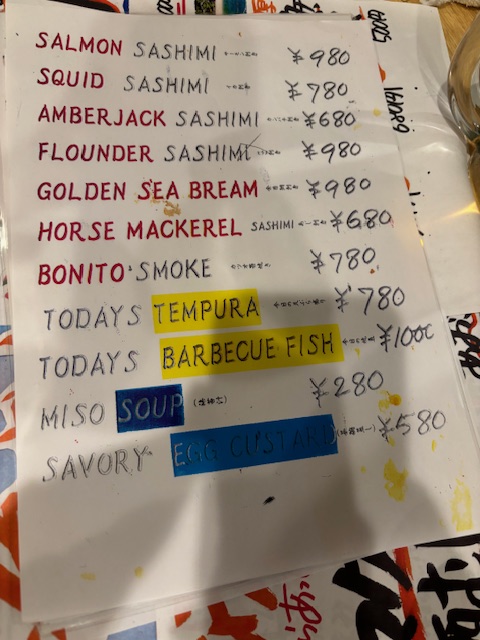 SALMON SASHIMI ¥980
SQUID SASHIMI ¥780
AMBERJACK SASHIMI ¥680
FLOUNDER SASHIMI ¥980
GOLDEN SEA BREAM ¥980
HORSE MACKEREL SASHIMI ¥680
BONITO SMOKE ¥780
TODAYS TEMPURA ¥780
TODAYS BARBECUE FISH ¥1000
MISO SOUP ¥280
SAVORY EGG CUSTARD ¥580